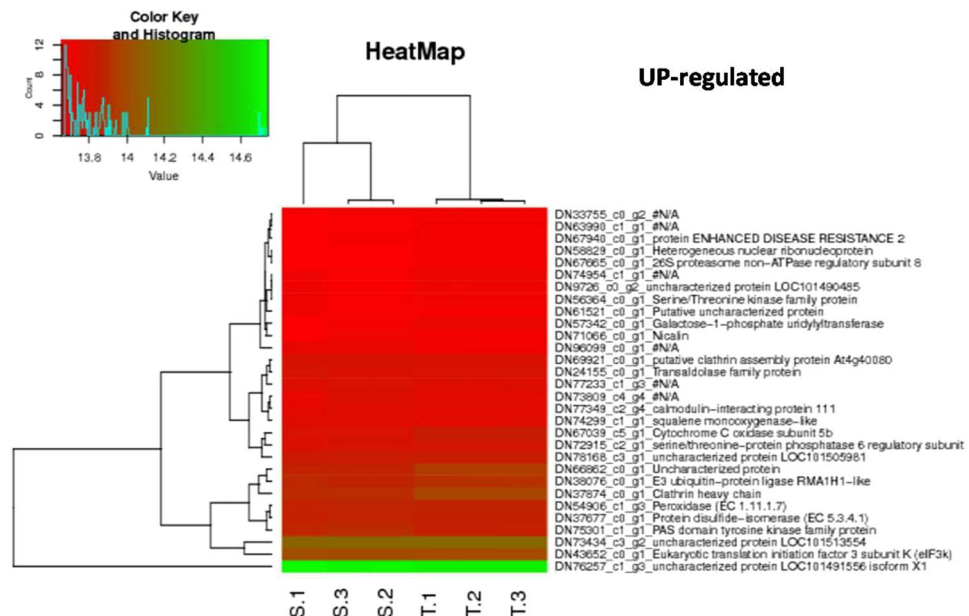 Color Key
and Histogram
Count
0 4 8 12
13.8 14 14.2 14.4 14.6
Value
HeatMap
UP-regulated
DN33755_c0_g2_#N/A
DN63990_c1_g1_#N/A
DN67940_c0_g1_protein ENHANCED DISEASE RESISTANCE 2
DN58829_c0_g1_Heterogeneous nuclear ribonucleoprotein
DN67665_c0_g1_26S proteasome non-ATPase regulatory subunit 8
DN74954_c1_g1_#N/A
DN9726_c0_g2_uncharacterized protein LOC101490485
DN56364_c0_g1_Serine/Threonine kinase family protein
DN61521_c0_g1_Putative uncharacterized protein
DN57342_c0_g1_Galactose-1-phosphate uridylyltransferase
DN71066_c0_g1_Nicalin
DN96099_c0_g1_#N/A
DN69921_c0_g1_putative clathrin assembly protein At4g40080
DN24155_c0_g1_Transaldolase family protein
DN77233_c1_g3_#N/A
DN73809_c4_g4_#N/A
DN77349_c2_g4_calmodulin-interacting protein 111
DN74299_c1_g1_squalene monooxygenase-like
DN67039_c5_g1_Cytochrome C oxidase subunit 5b
DN72915_c2_g1_serine/threonine-protein phosphatase 6 regulatory subunit
DN78168_c3_g1_uncharacterized protein LOC101505981
DN66862_c0_g1_Uncharacterized protein
DN38076_c0_g1_E3 ubiquitin-protein ligase RMA1H1-like
DN37874_c0_g1_Clathrin heavy chain
DN54906_c1_g3_Peroxidase (EC 1.11.1.7)
DN37677_c0_g1_Protein disulfide-isomerase (EC 5.3.4.1)
DN75301_c1_g1_PAS domain tyrosine kinase family protein
DN73434_c3_g2_uncharacterized protein LOC101513554
DN43652_c0_g1_Eukaryotic translation initiation factor 3 subunit K (eIF3k)
DN76257_c1_g3_uncharacterized protein LOC101491556 isoform X1
S.1 S.3 S.2 T.1 T.2 T.3